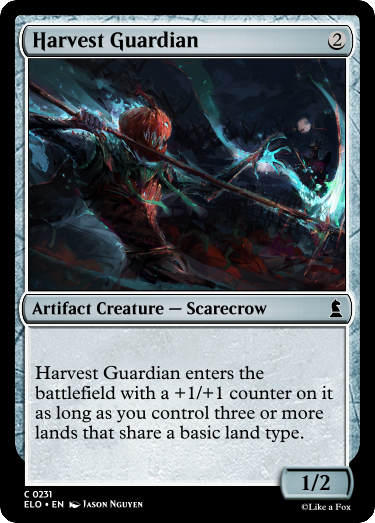 Harvest Guardian 2
Artifact Creature — Scarecrow
Harvest Guardian enters the
battlefield with a +1/+1 counter on it
as long as you control three or more
lands that share a basic land type.
1/2
C 0231
ELO • EN Jason Nguyen
©Like a Fox